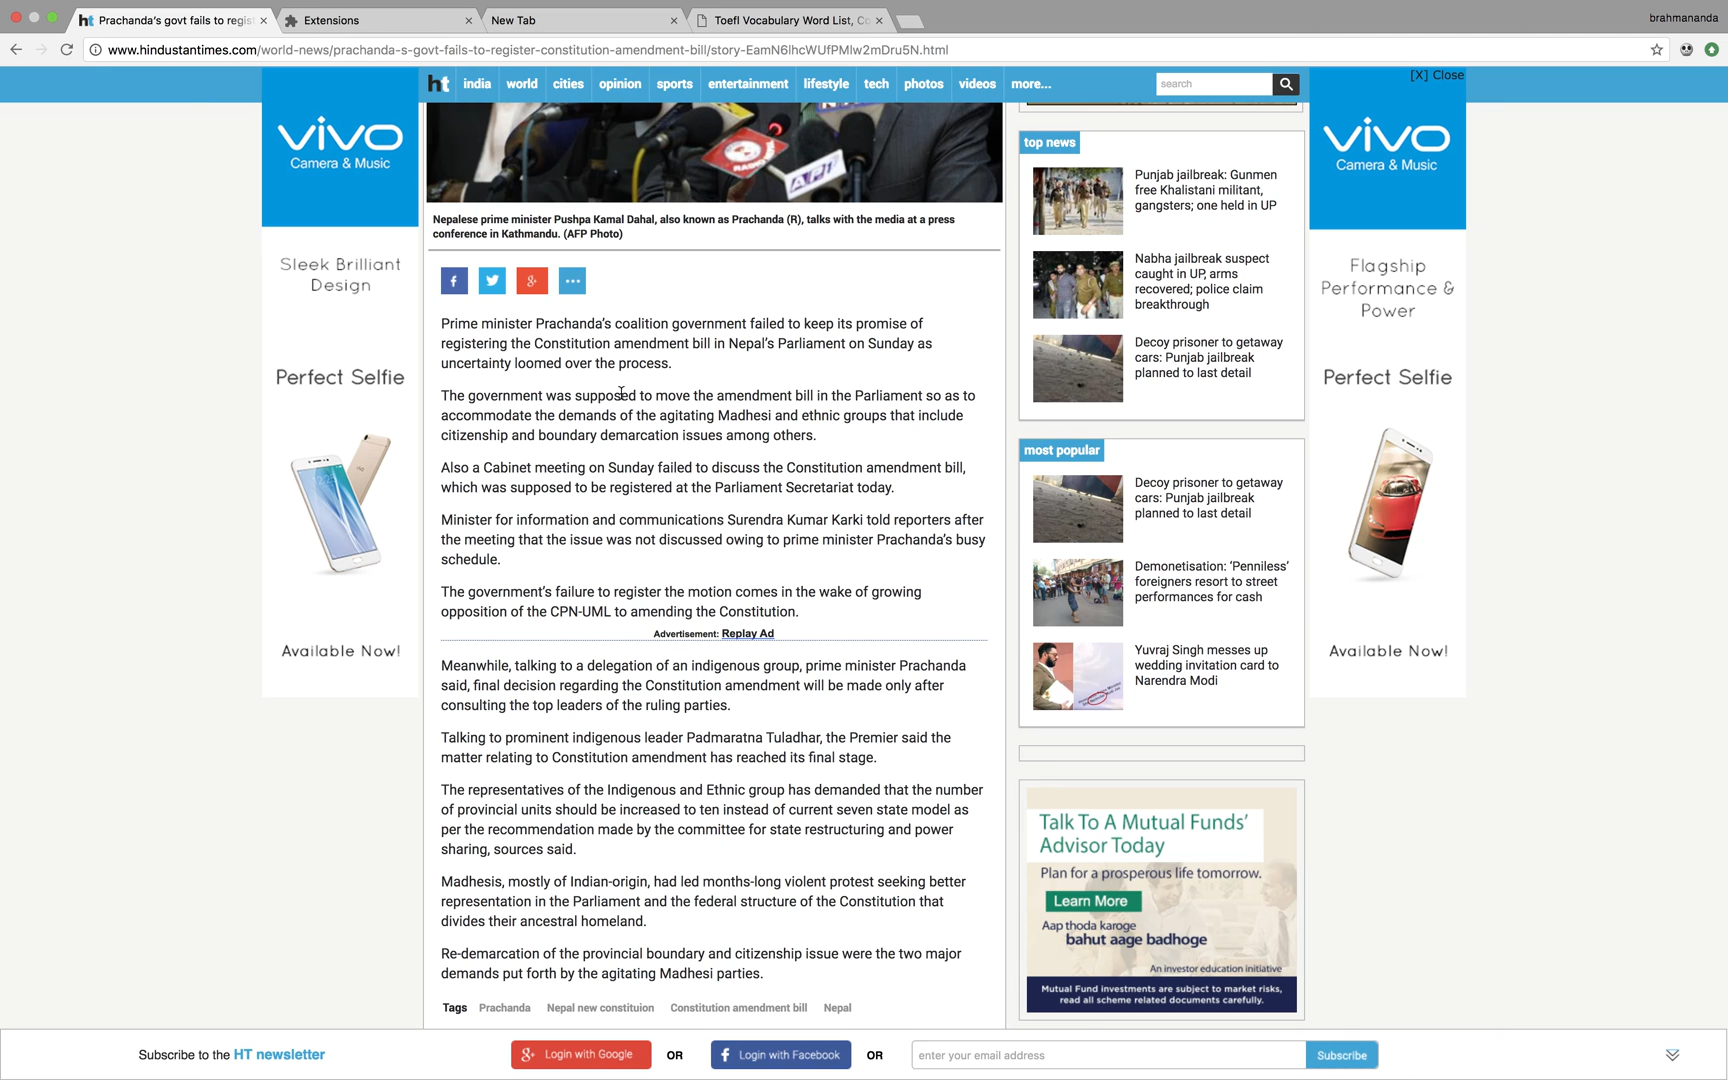 Prachanda's govt fails to regis
Extensions
New Tab
Toefl Vocabulary Word List, Co
brahmananda
www.hindustantimes.com/world-news/prachanda-s-govt-fails-to-register-constitution-amendment-bill/story-EamN6lhcWUfPMlw2mDru5N.html
ht
india
world
cities
opinion
sports
entertainment
lifestyle
tech
photos
videos
more...
search
[X] Close
vivo
Camera & Music
Sleek Brilliant
Design
Perfect Selfie
Available Now!
AFP
Nepalese prime minister Pushpa Kamal Dahal, also known as Prachanda (R), talks with the media at a press
conference in Kathmandu. (AFP Photo)
Prime minister Prachanda's coalition government failed to keep its promise of
registering the Constitution amendment bill in Nepal's Parliament on Sunday as
uncertainty loomed over the process.
The government was supposed to move the amendment bill in the Parliament so as to
accommodate the demands of the agitating Madhesi and ethnic groups that include
citizenship and boundary demarcation issues among others.
Also a Cabinet meeting on Sunday failed to discuss the Constitution amendment bill,
which was supposed to be registered at the Parliament Secretariat today.
Minister for information and communications Surendra Kumar Karki told reporters after
the meeting that the issue was not discussed owing to prime minister Prachanda's busy
schedule.
The government's failure to register the motion comes in the wake of growing
opposition of the CPN-UML to amending the Constitution.
Advertisement: Replay Ad
Meanwhile, talking to a delegation of an indigenous group, prime minister Prachanda
said, final decision regarding the Constitution amendment will be made only after
consulting the top leaders of the ruling parties.
Talking to prominent indigenous leader Padmaratna Tuladhar, the Premier said the
matter relating to Constitution amendment has reached its final stage.
The representatives of the Indigenous and Ethnic group has demanded that the number
of provincial units should be increased to ten instead of current seven state model as
per the recommendation made by the committee for state restructuring and power
sharing, sources said.
Madhesis, mostly of Indian-origin, had led months-long violent protest seeking better
representation in the Parliament and the federal structure of the Constitution that
divides their ancestral homeland.
Re-demarcation of the provincial boundary and citizenship issue were the two major
demands put forth by the agitating Madhesi parties.
Tags Prachanda Nepal new constituion Constitution amendment bill Nepal
top news
Punjab jailbreak: Gunmen
free Khalistani militant,
gangsters; one held in UP
Nabha jailbreak suspect
caught in UP, arms
recovered; police claim
breakthrough
Decoy prisoner to getaway
cars: Punjab jailbreak
planned to last detail
most popular
Decoy prisoner to getaway
cars: Punjab jailbreak
planned to last detail
Demonetisation: 'Penniless'
foreigners resort to street
performances for cash
Yuvraj Singh messes up
wedding invitation card to
Narendra Modi
Talk To A Mutual Funds'
Advisor Today
Plan for a prosperous life tomorrow.
Learn More
Aap thoda karoge
bahut aage badhoge
An investor education initiative
Mutual Fund investments are subject to market risks,
read all scheme related documents carefully.
vivo
Camera & Music
Flagship
Performance &
Power
Perfect Selfie
Available Now!
Subscribe to the HT newsletter
Login with Google
OR
Login with Facebook
OR
enter your email address
Subscribe